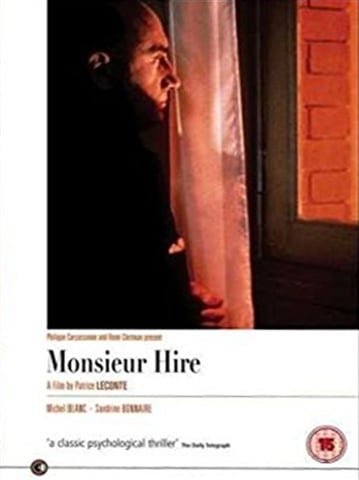 Philippe Carcassonne and Rene Cleitman present
Monsieur Hire
A Film by Patrice LECONTE
Michel BLANC - Sandrine BONNAIRE
"a classic psychological thriller" The Daily Telegraph
15